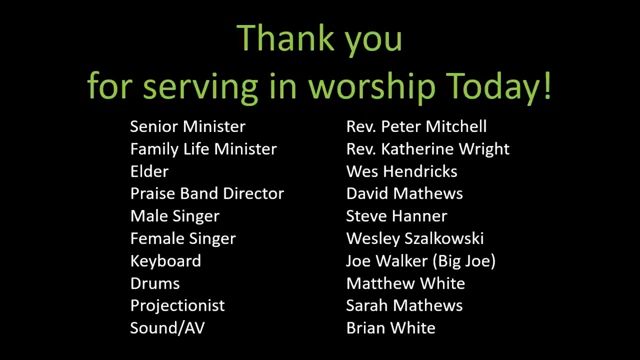 Thank you
for serving in worship Today!
Senior Minister Rev. Peter Mitchell
Family Life Minister Rev. Katherine Wright
Elder Wes Hendricks
Praise Band Director David Mathews
Male Singer Steve Hanner
Female Singer Wesley Szalkowski
Keyboard Joe Walker (Big Joe)
Drums Matthew White
Projectionist Sarah Mathews
Sound/AV Brian White